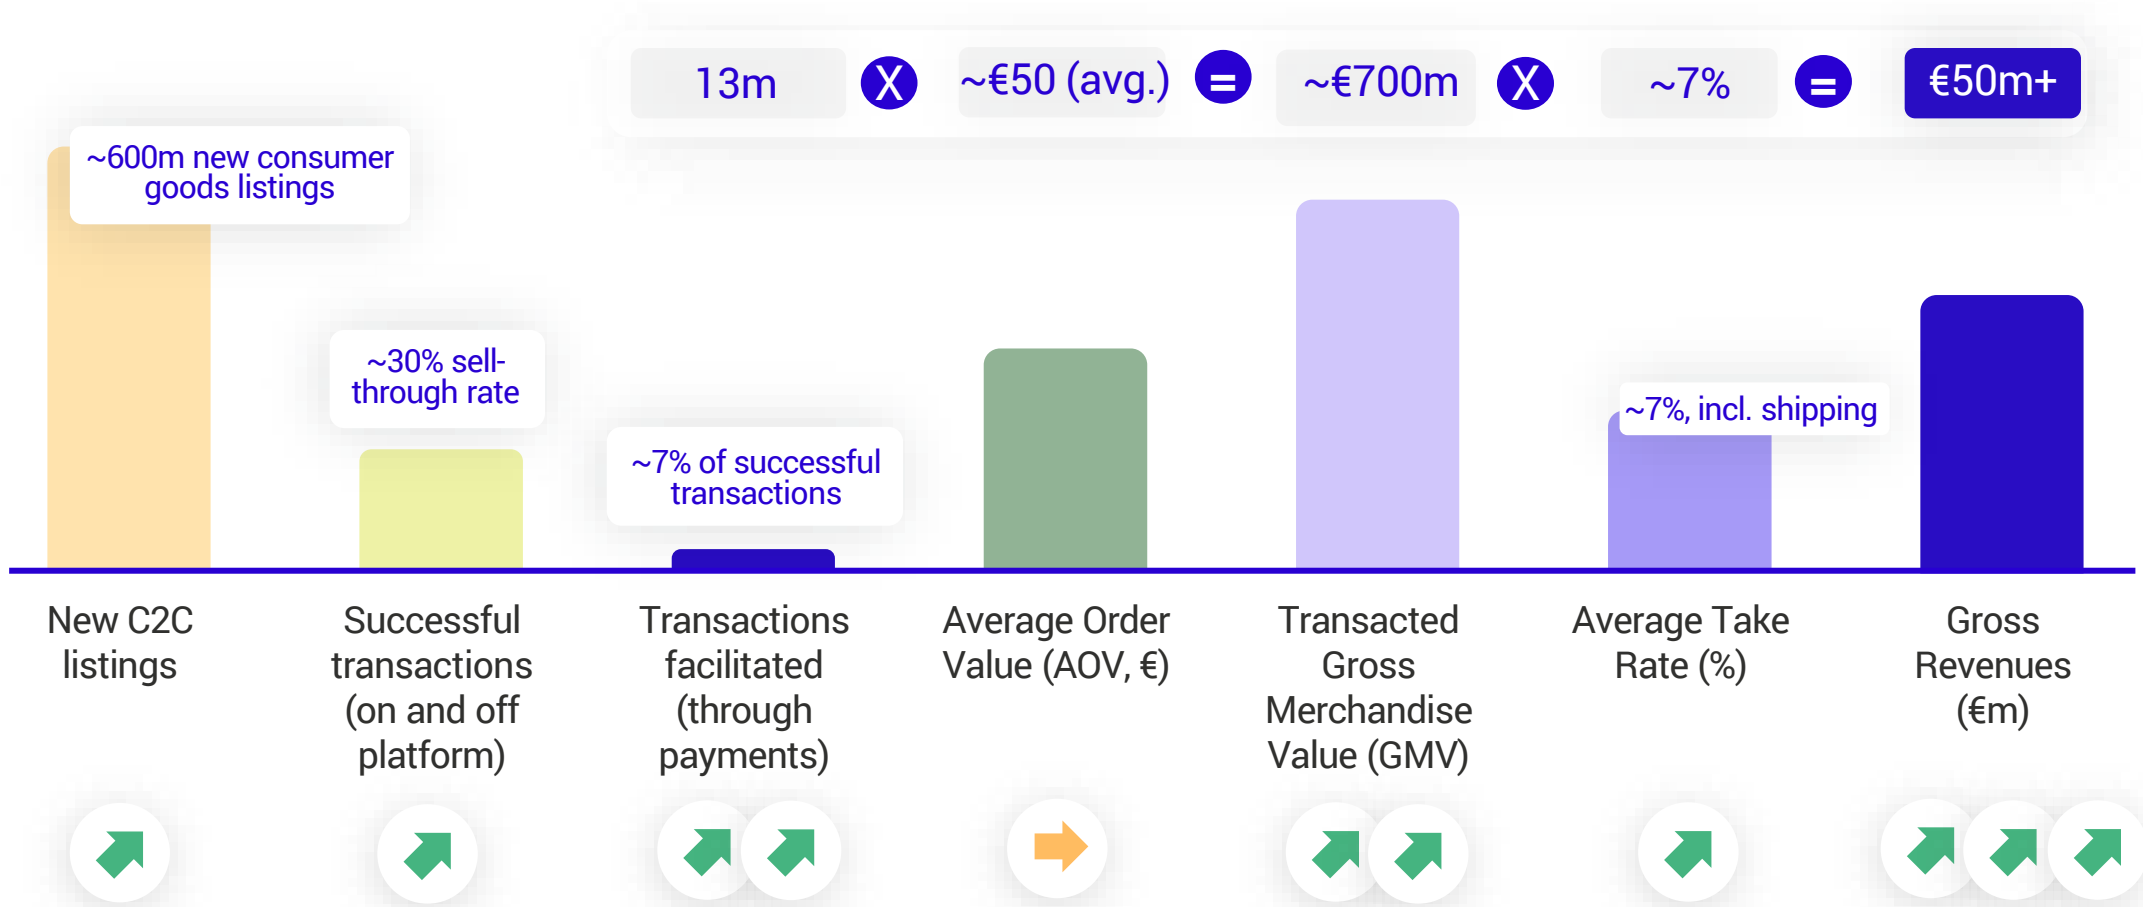 13m X ~€50 (avg.) = ~€700m X ~7% = €50m+
~600m new consumer
goods listings
~30% sell-
through rate
~7% of successful
transactions
~7%, incl. shipping
New C2C
listings
Successful
transactions
(on and off
platform)
Transactions
facilitated
(through
payments)
Average Order
Value (AOV, €)
Transacted
Gross
Merchandise
Value (GMV)
Average Take
Rate (%)
Gross
Revenues
(€m)